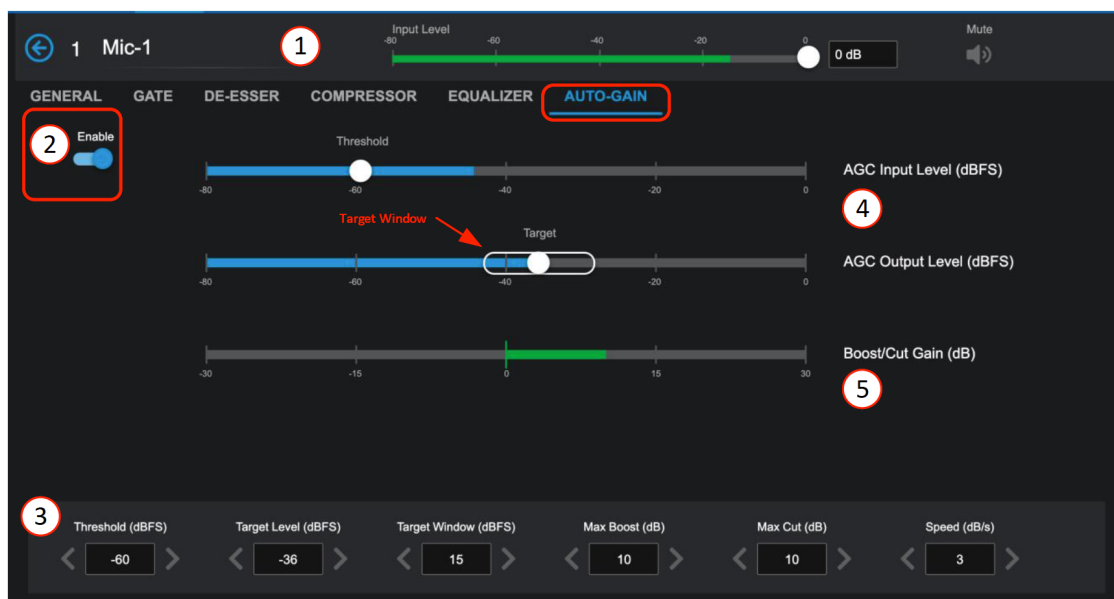 1 Mic-1
1
Input Level
-80 -60 -40 -20 0
0 dB
Mute
GENERAL GATE DE-ESSER COMPRESSOR EQUALIZER AUTO-GAIN
2
Enable
Threshold
-80 -60 -40 -20 0
AGC Input Level (dBFS)
4
Target Window
Target
-80 -60 -40 -20 0
AGC Output Level (dBFS)
-30 -15 0 15 30
Boost/Cut Gain (dB)
5
3
Threshold (dBFS) Target Level (dBFS) Target Window (dBFS) Max Boost (dB) Max Cut (dB) Speed (dB/s)
-60 -36 15 10 10 3